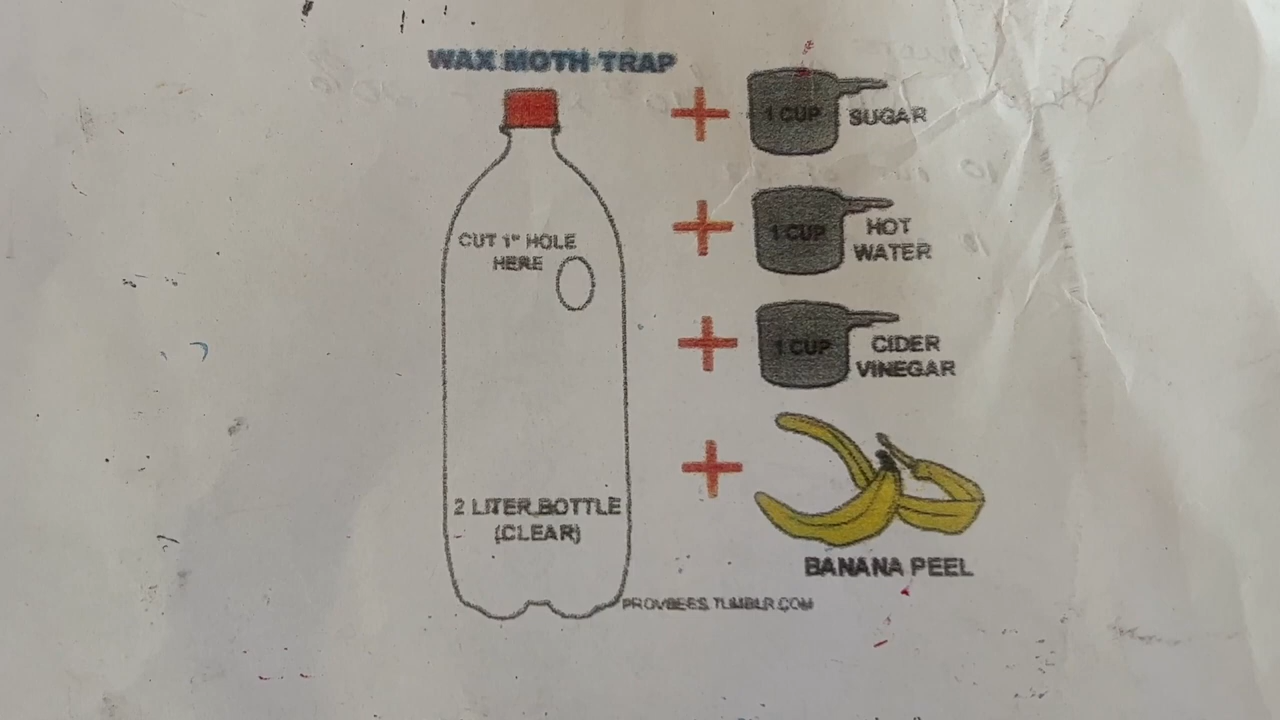 WAX MOTH TRAP
CUT 1" HOLE
HERE
2 LITER BOTTLE
(CLEAR)
1 CUP
SUGAR
1 CUP
HOT
WATER
1 CUP
CIDER
VINEGAR
BANANA PEEL
PROVBEES.TUMBLR.COM